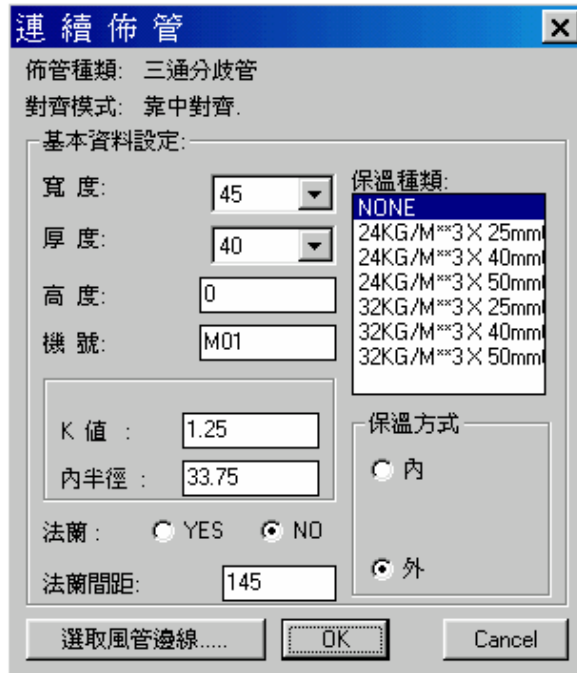 連 續 佈 管
佈管種類: 三通分歧管
對齊模式: 靠中對齊.
基本資料設定:
寬 度: 45
厚 度: 40
高 度: 0
機 號: M01
K 值 : 1.25
內半徑 : 33.75
法蘭 : YES NO
法蘭間距: 145
保溫種類:
NONE
24KG/M**3 X 25mm
24KG/M**3 X 40mm
24KG/M**3 X 50mm
32KG/M**3 X 25mm
32KG/M**3 X 40mm
32KG/M**3 X 50mm
保溫方式
內
外
選取風管邊線..... OK Cancel